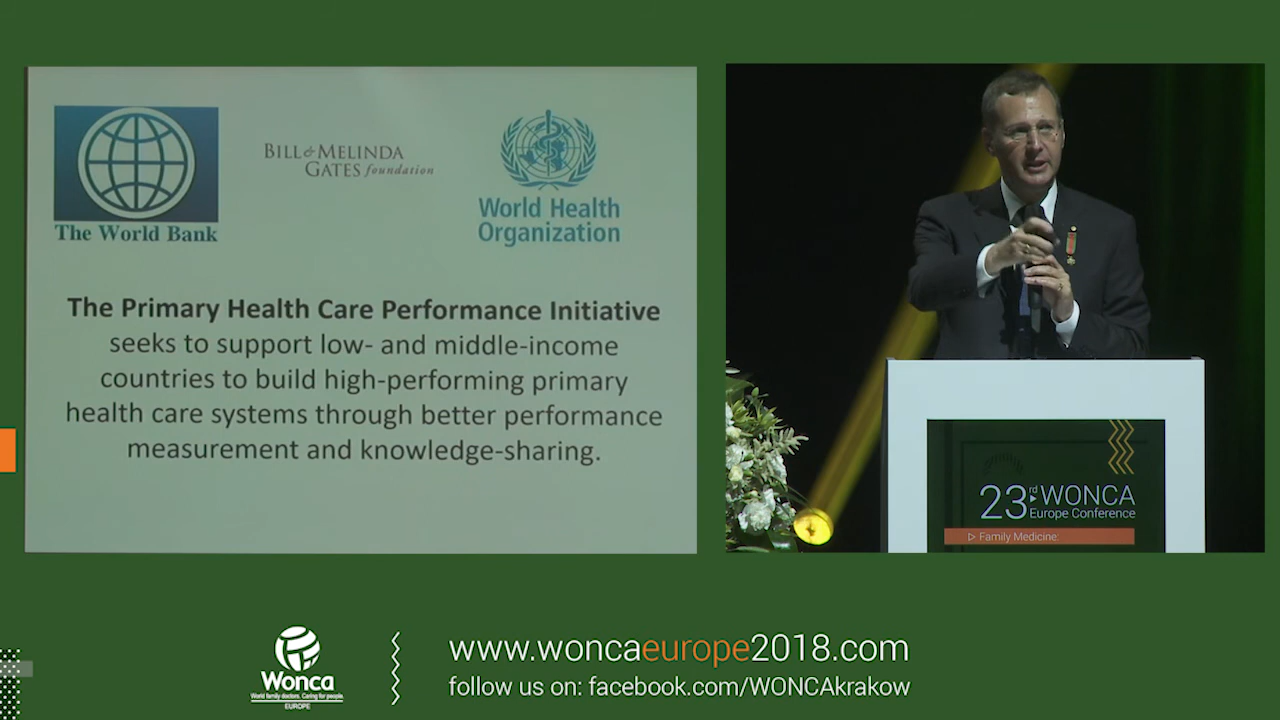 The World Bank
BILL & MELINDA
GATES foundation
World Health
Organization
The Primary Health Care Performance Initiative
seeks to support low- and middle-income
countries to build high-performing primary
health care systems through better performance
measurement and knowledge-sharing.
23rd WONCA
Europe Conference
Family Medicine:
Wonca
World family doctors. Caring for people.
EUROPE
www.woncaeurope2018.com
follow us on: facebook.com/WONCAkrakow